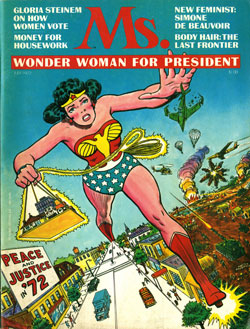 GLORIA STEINEM
ON HOW
WOMEN VOTE
MONEY FOR
HOUSEWORK
Ms.
NEW FEMINIST:
SIMONE
DE BEAUVOIR
BODY HAIR: THE
LAST FRONTIER
WONDER WOMAN FOR PRESIDENT
PEACE
AND
JUSTICE
IN '72